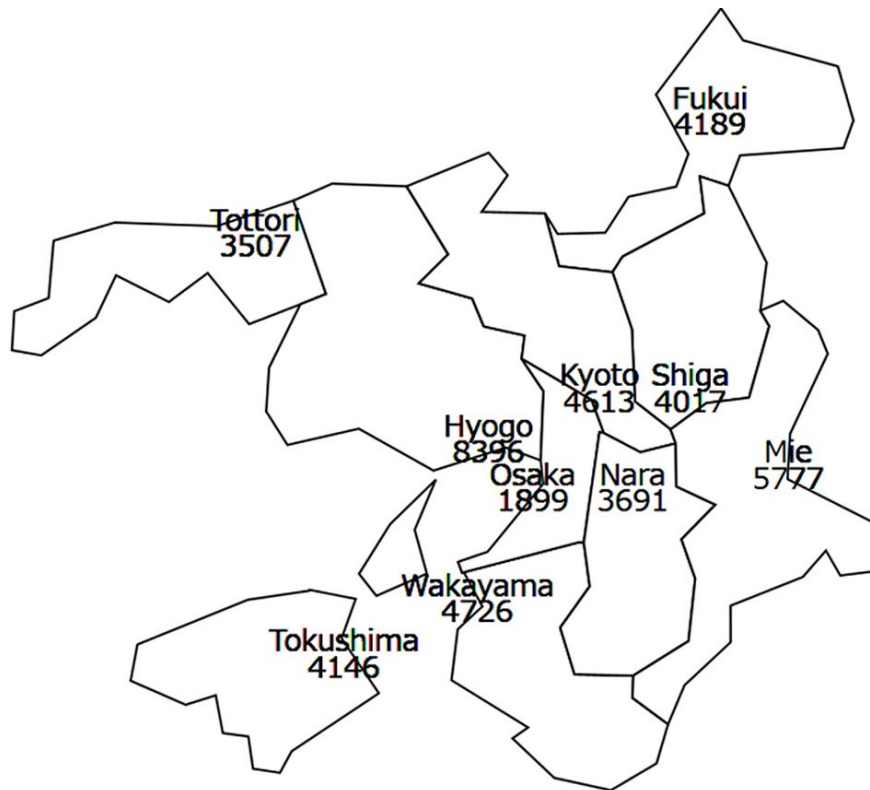 Fukui
4189
Tottori
3507
Kyoto
4613
Shiga
4017
Hyogo
8396
Mie
5777
Osaka
1899
Nara
3691
Wakayama
4726
Tokushima
4146